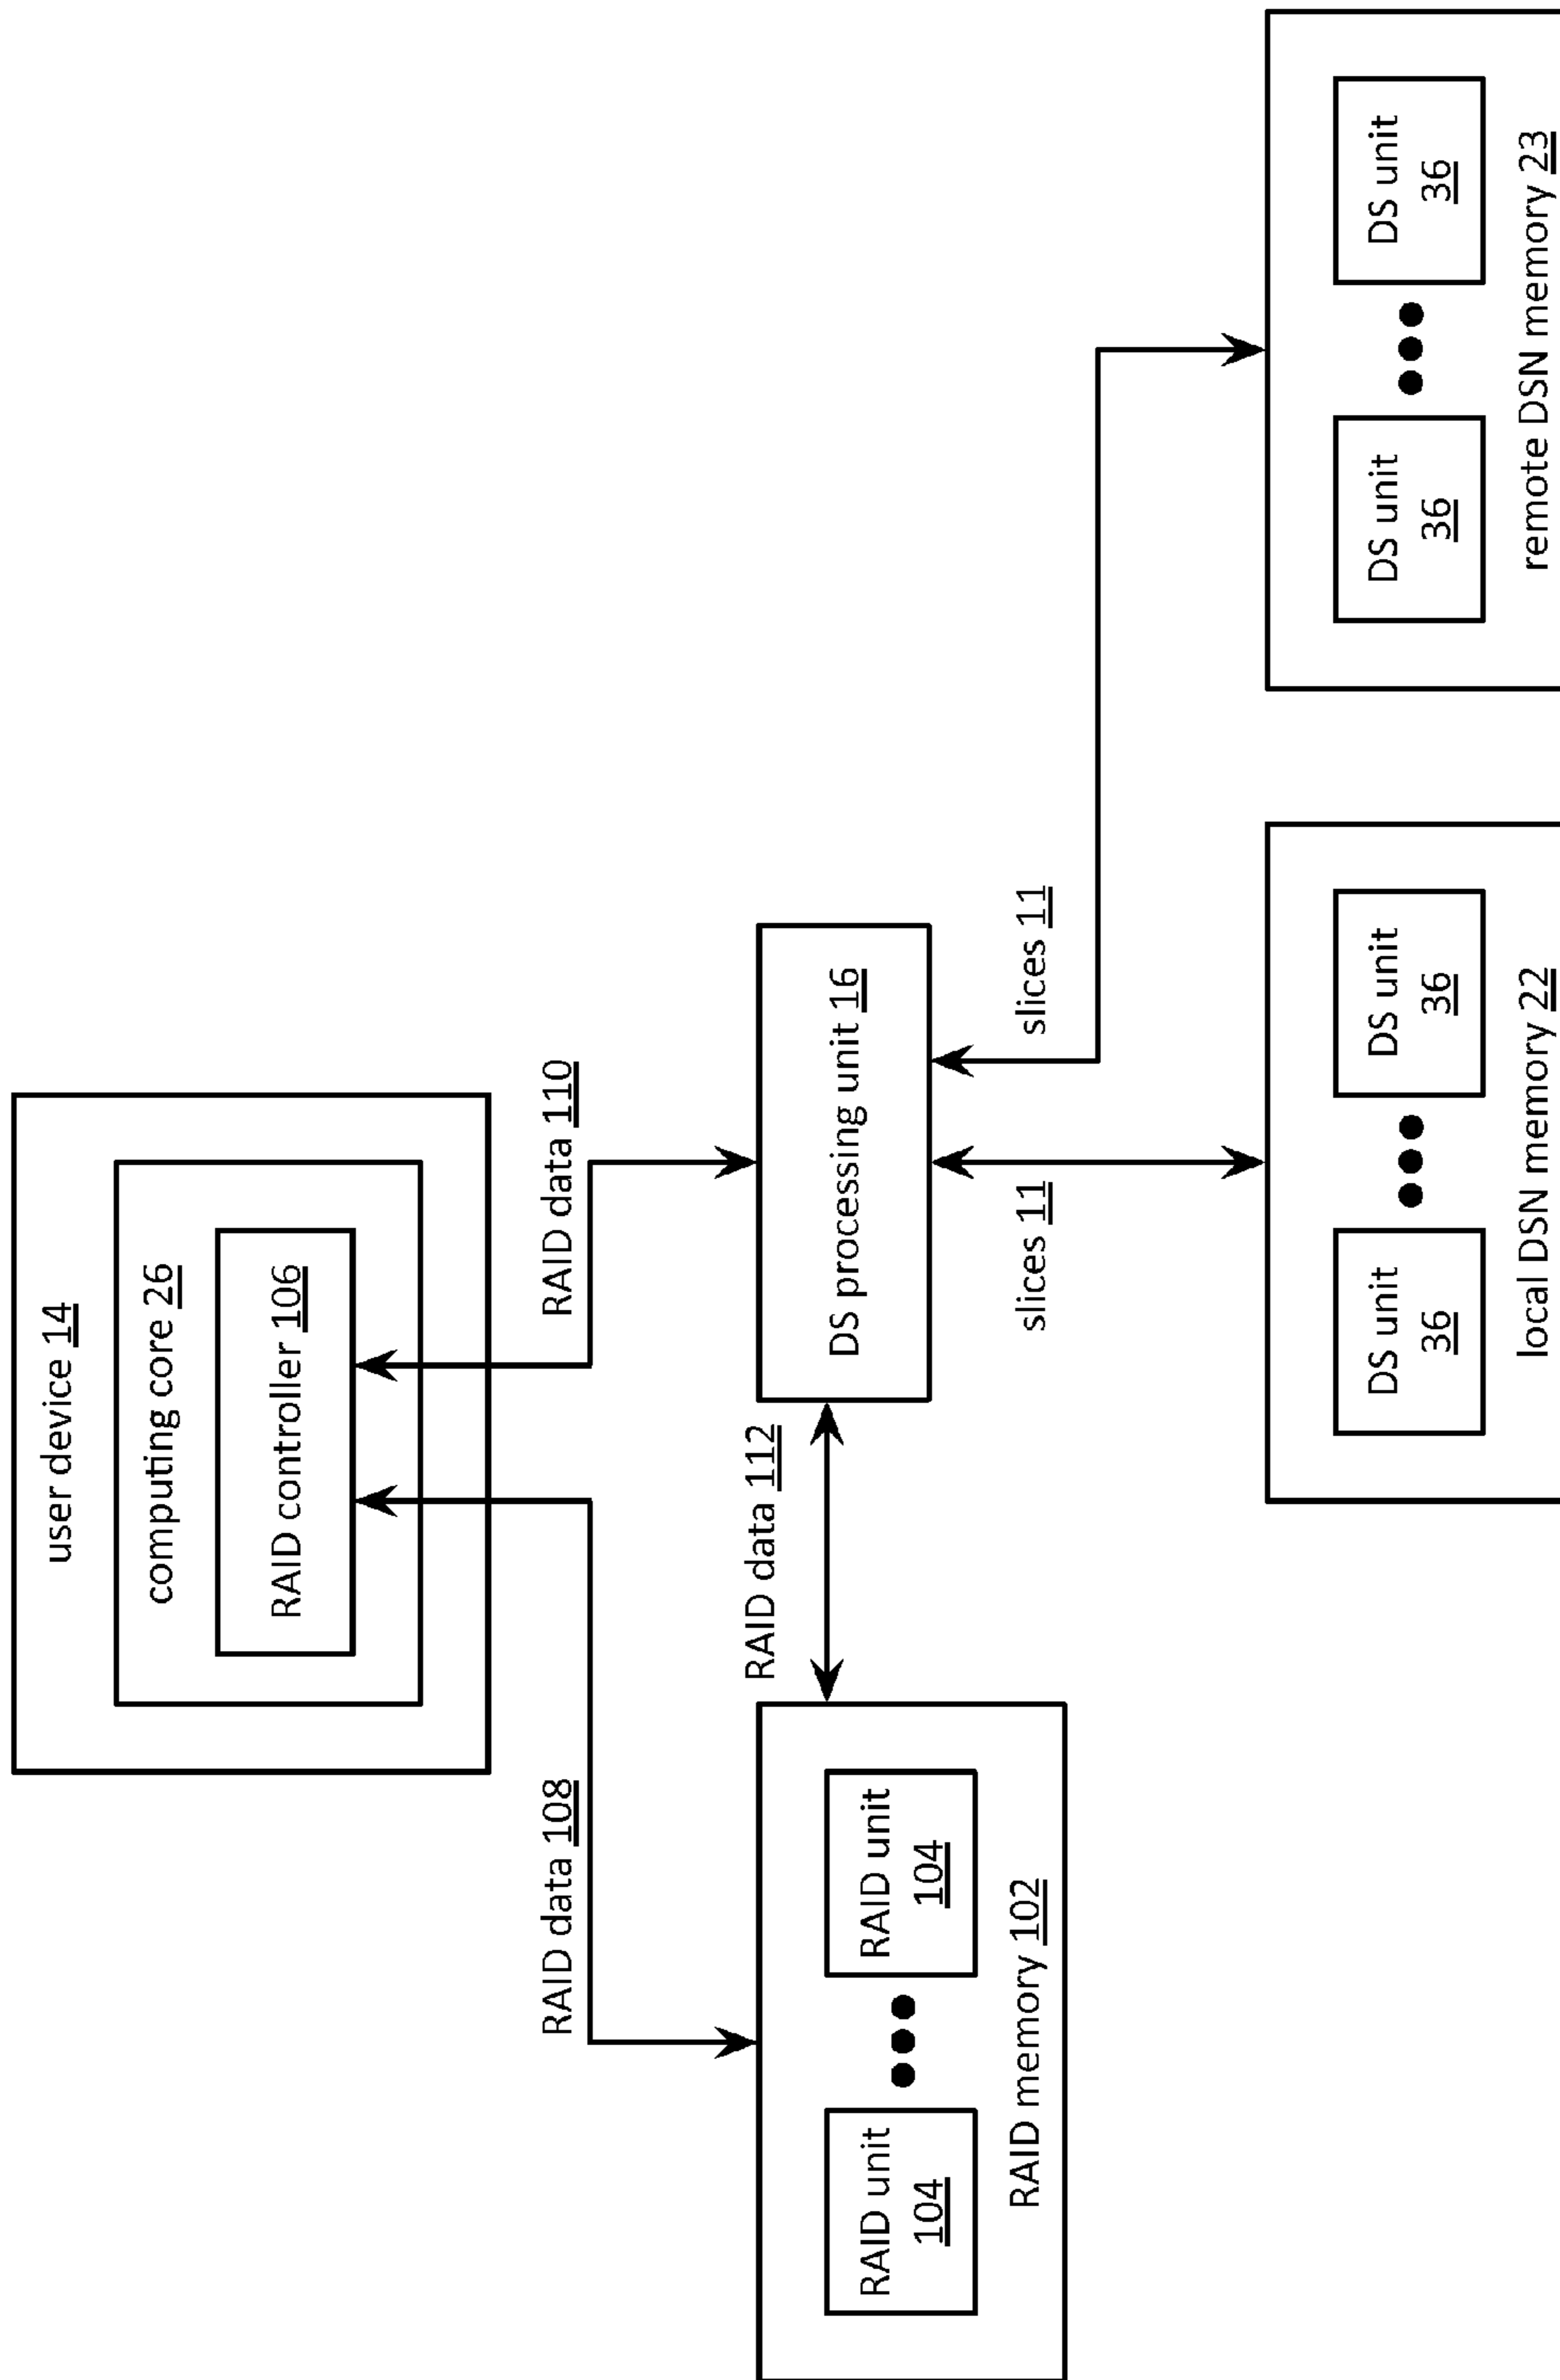 user device 14
computing core 26
RAID controller 106
RAID data 108
RAID data 110
RAID data 112
DS processing unit 16
RAID unit
104
RAID unit
104
RAID memory 102
slices 11
slices 11
DS unit
36
DS unit
36
local DSN memory 22
DS unit
36
DS unit
36
remote DSN memory 23